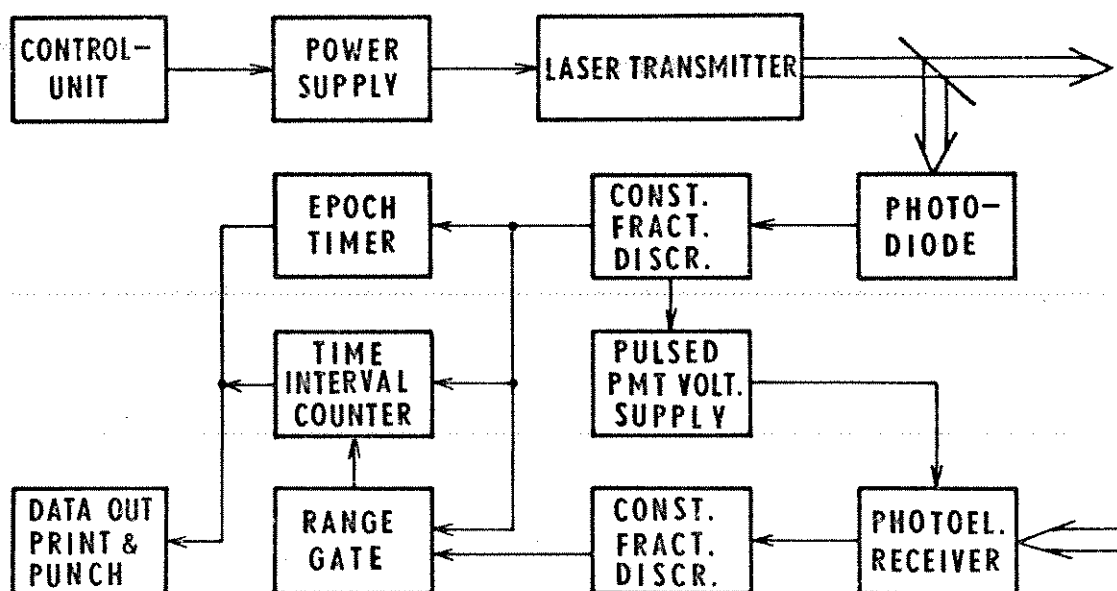 CONTROL-
UNIT
POWER
SUPPLY
LASER TRANSMITTER
EPOCH
TIMER
CONST.
FRACT.
DISCR.
PHOTO-
DIODE
TIME
INTERVAL
COUNTER
PULSED
PMT VOLT.
SUPPLY
DATA OUT
PRINT &
PUNCH
RANGE
GATE
CONST.
FRACT.
DISCR.
PHOTOEL.
RECEIVER